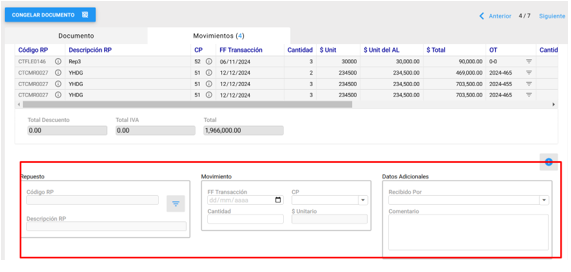 CONGELAR DOCUMENTO
Anterior 4 / 7 Siguiente
Documento Movimientos (4)
Código RP Descripción RP CP FF Transacción Cantidad $ Unit $ Unit del AL $ Total OT Cantid
CTFLE0146 Rep3 52 06/11/2024 3 30000 30,000.00 90,000.00 0-0
CTCMR0027 YHDG 51 12/12/2024 2 234500 234,500.00 469,000.00 2024-465
CTCMR0027 YHDG 51 12/12/2024 3 234500 234,500.00 703,500.00 2024-455
CTCMR0027 YHDG 51 12/12/2024 3 234500 234,500.00 703,500.00 2024-455
Total Descuento Total IVA Total
0.00 0.00 1,966,000.00
Repuesto Movimiento Datos Adicionales
Código RP FF Transacción CP Recibido Por
dd/mm/aaaa
Descripción RP Cantidad $ Unitario Comentario